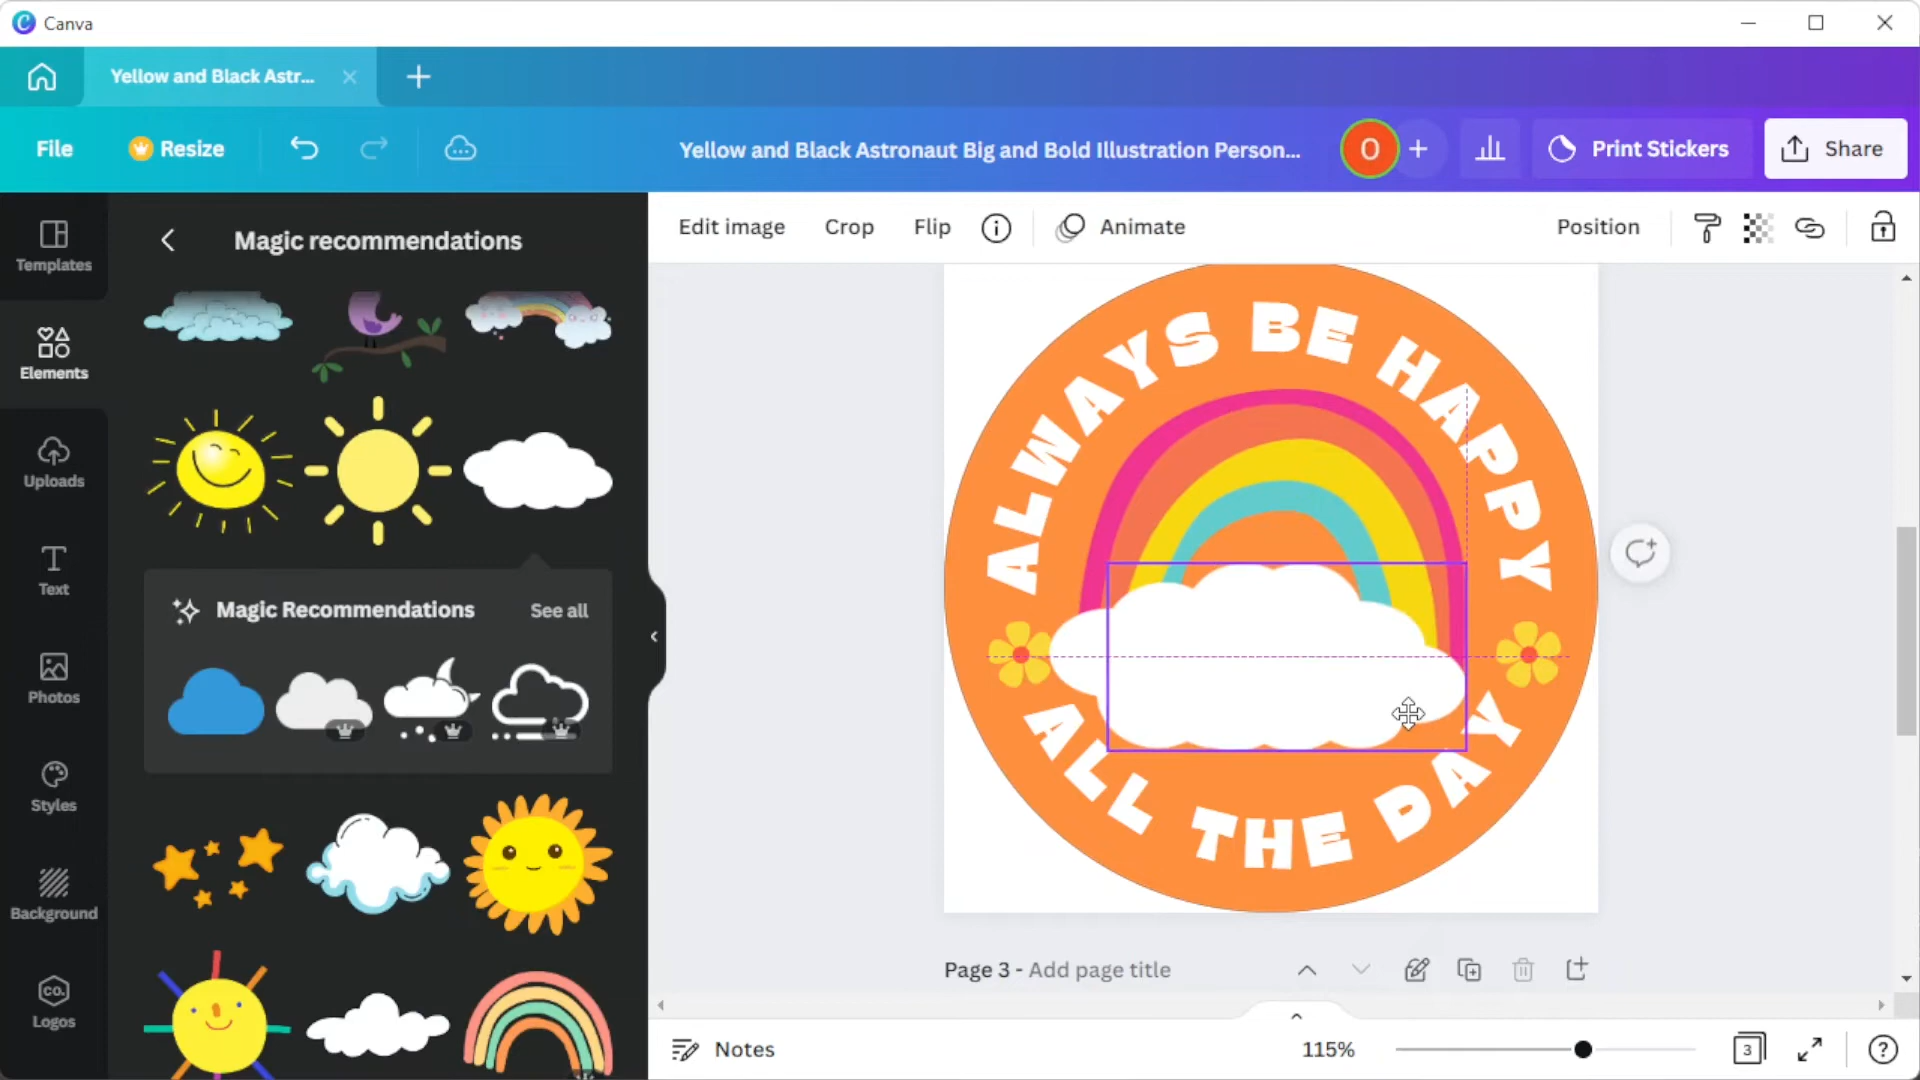 Canva
Yellow and Black Astr...
File
Resize
Yellow and Black Astronaut Big and Bold Illustration Person...
O
Print Stickers
Share
Templates
Elements
Uploads
Text
Photos
Styles
Background
CO.
Logos
Magic recommendations
Magic Recommendations
See all
Edit image
Crop
Flip
Animate
Position
ALWAYS BE HAPPY
ALL THE DAY
Page 3 - Add page title
Notes
115%
3